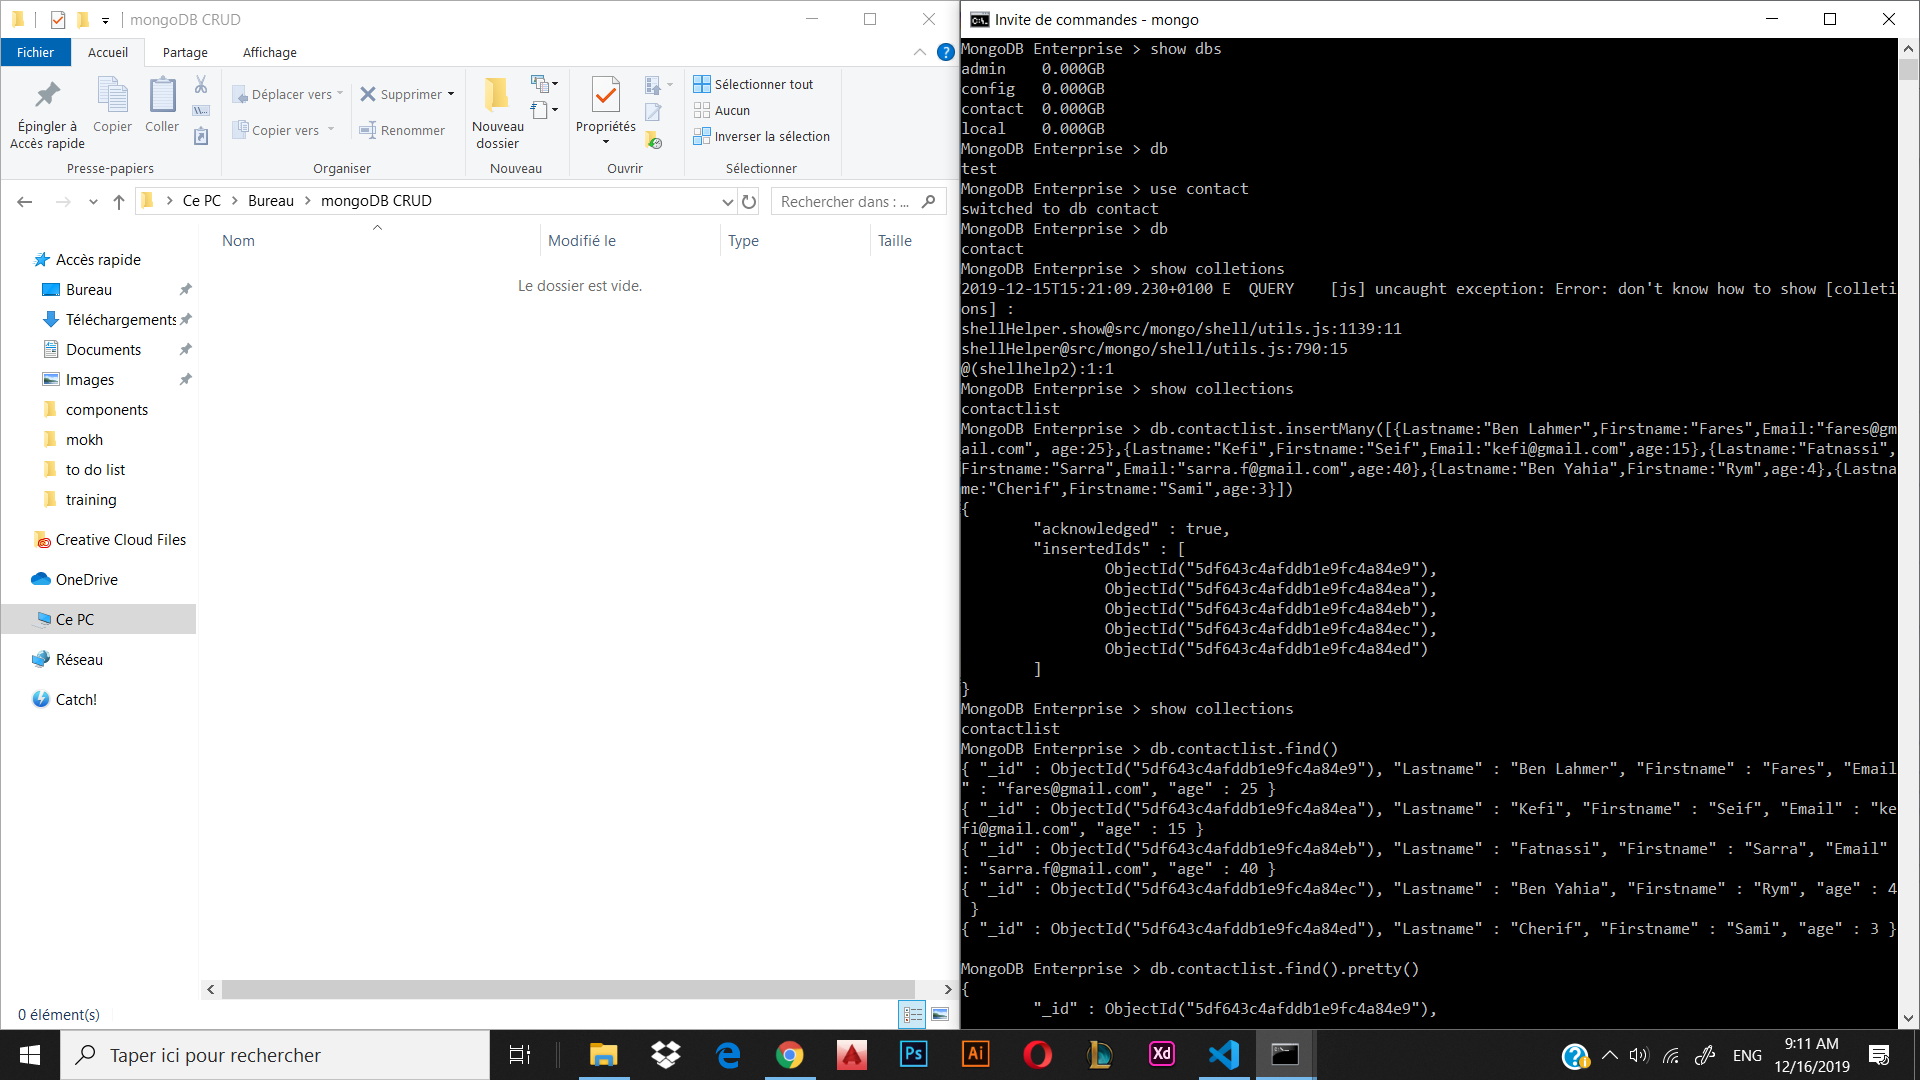 mongoDB CRUD
Fichier
Accueil
Partage
Affichage
Épingler à
Accès rapide
Copier
Coller
Déplacer vers
Copier vers
Supprimer
Renommer
Nouveau
dossier
Propriétés
Sélectionner tout
Aucun
Inverser la sélection
Presse-papiers
Organiser
Nouveau
Ouvrir
Sélectionner
Ce PC
Bureau
mongoDB CRUD
Rechercher dans : ...
Nom
Modifié le
Type
Taille
Le dossier est vide.
Accès rapide
Bureau
Téléchargements
Documents
Images
components
mokh
to do list
training
Creative Cloud Files
OneDrive
Ce PC
Réseau
Catch!
0 élément(s)
Invite de commandes - mongo
MongoDB Enterprise > show dbs
admin    0.000GB
config   0.000GB
contact  0.000GB
local    0.000GB
MongoDB Enterprise > db
test
MongoDB Enterprise > use contact
switched to db contact
MongoDB Enterprise > db
contact
MongoDB Enterprise > show colletions
2019-12-15T15:21:09.230+0100 E  QUERY    [js] uncaught exception: Error: don't know how to show [colleti
ons] :
shellHelper.show@src/mongo/shell/utils.js:1139:11
shellHelper@src/mongo/shell/utils.js:790:15
@(shellhelp2):1:1
MongoDB Enterprise > show collections
contactlist
MongoDB Enterprise > db.contactlist.insertMany([{Lastname:"Ben Lahmer",Firstname:"Fares",Email:"fares@gm
ail.com", age:25},{Lastname:"Kefi",Firstname:"Seif",Email:"kefi@gmail.com",age:15},{Lastname:"Fatnassi",
Firstname:"Sarra",Email:"sarra.f@gmail.com",age:40},{Lastname:"Ben Yahia",Firstname:"Rym",age:4},{Lastna
me:"Cherif",Firstname:"Sami",age:3}])
{
        "acknowledged" : true,
        "insertedIds" : [
                ObjectId("5df643c4afddb1e9fc4a84e9"),
                ObjectId("5df643c4afddb1e9fc4a84ea"),
                ObjectId("5df643c4afddb1e9fc4a84eb"),
                ObjectId("5df643c4afddb1e9fc4a84ec"),
                ObjectId("5df643c4afddb1e9fc4a84ed")
        ]
}
MongoDB Enterprise > show collections
contactlist
MongoDB Enterprise > db.contactlist.find()
{ "_id" : ObjectId("5df643c4afddb1e9fc4a84e9"), "Lastname" : "Ben Lahmer", "Firstname" : "Fares", "Email
" : "fares@gmail.com", "age" : 25 }
{ "_id" : ObjectId("5df643c4afddb1e9fc4a84ea"), "Lastname" : "Kefi", "Firstname" : "Seif", "Email" : "ke
fi@gmail.com", "age" : 15 }
{ "_id" : ObjectId("5df643c4afddb1e9fc4a84eb"), "Lastname" : "Fatnassi", "Firstname" : "Sarra", "Email"
: "sarra.f@gmail.com", "age" : 40 }
{ "_id" : ObjectId("5df643c4afddb1e9fc4a84ec"), "Lastname" : "Ben Yahia", "Firstname" : "Rym", "age" : 4
 }
{ "_id" : ObjectId("5df643c4afddb1e9fc4a84ed"), "Lastname" : "Cherif", "Firstname" : "Sami", "age" : 3 }
MongoDB Enterprise > db.contactlist.find().pretty()
{
        "_id" : ObjectId("5df643c4afddb1e9fc4a84e9"),
Taper ici pour rechercher
Ps
Ai
Xd
ENG
9:11 AM
12/16/2019